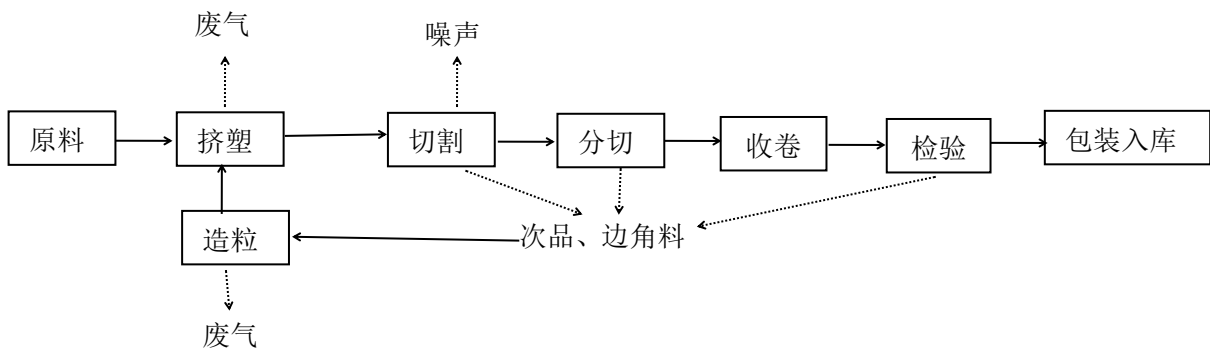 废气
噪声
原料
挤塑
切割
分切
收卷
检验
包装入库
造粒
次品、边角料
废气